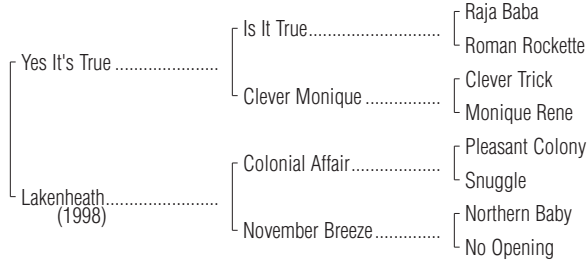 Raja Baba
Is It True
Roman Rockette
Yes It's True
Clever Trick
Clever Monique
Monique Rene
Pleasant Colony
Colonial Affair
Snuggle
Lakenheath
(1998)
Northern Baby
November Breeze
No Opening